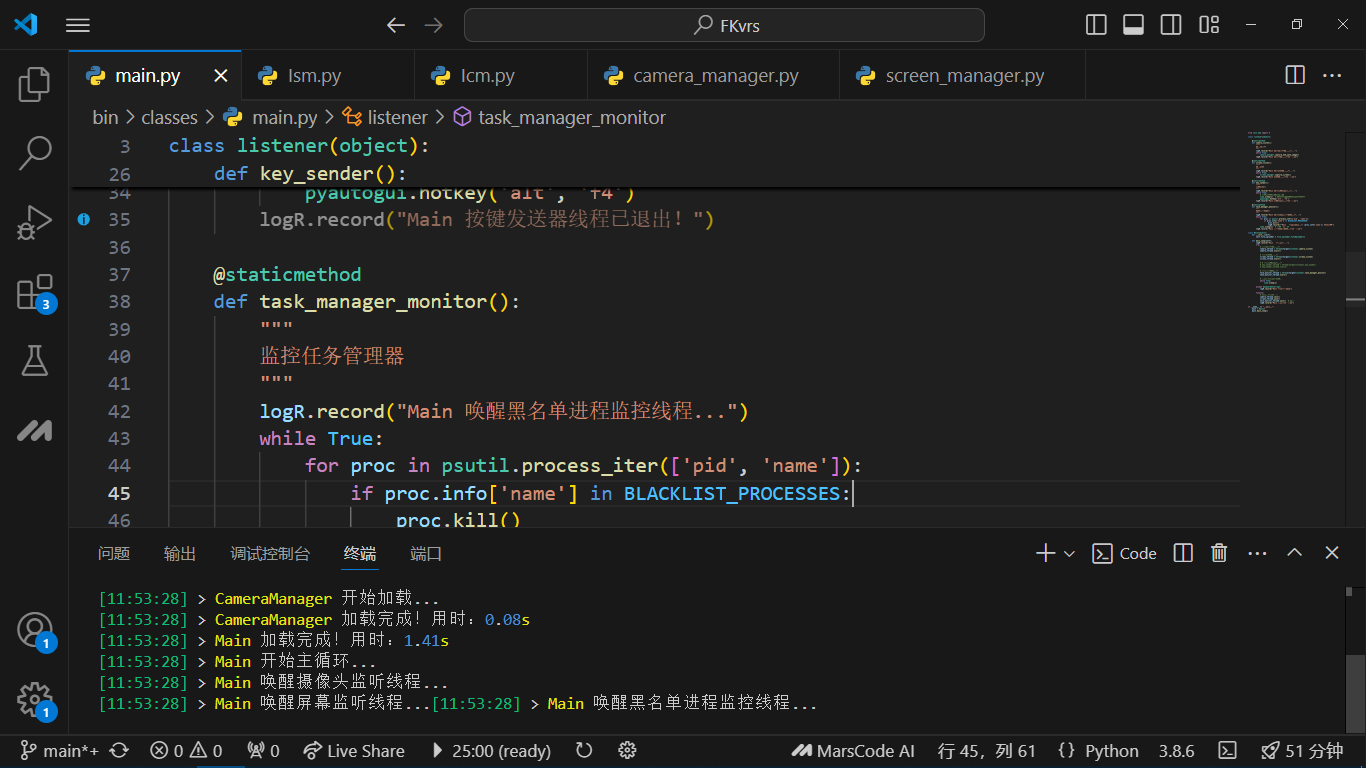 FKvrs
main.py
lsm.py
lcm.py
camera_manager.py
screen_manager.py
bin > classes > main.py > listener > task_manager_monitor
3 class listener(object):
26 def key_sender():
34 pyautogui.hotkey('alt', 'f4')
35 logR.record("Main 按键发送器线程已退出！")
36
37 @staticmethod
38 def task_manager_monitor():
39 """
40 监控任务管理器
41 """
42 logR.record("Main 唤醒黑名单进程监控线程...")
43 while True:
44 for proc in psutil.process_iter(['pid', 'name']):
45 if proc.info['name'] in BLACKLIST_PROCESSES:
46 proc.kill()
3
1
1
问题 输出 调试控制台 终端 端口
Code
[11:53:28] > CameraManager 开始加载...
[11:53:28] > CameraManager 加载完成！用时：0.08s
[11:53:28] > Main 加载完成！用时：1.41s
[11:53:28] > Main 开始主循环...
[11:53:28] > Main 唤醒摄像头监听线程...
[11:53:28] > Main 唤醒屏幕监听线程...[11:53:28] > Main 唤醒黑名单进程监控线程...
main*+ 0 0 0 Live Share 25:00 (ready) MarsCode AI 行 45，列 61 {} Python 3.8.6 51 分钟